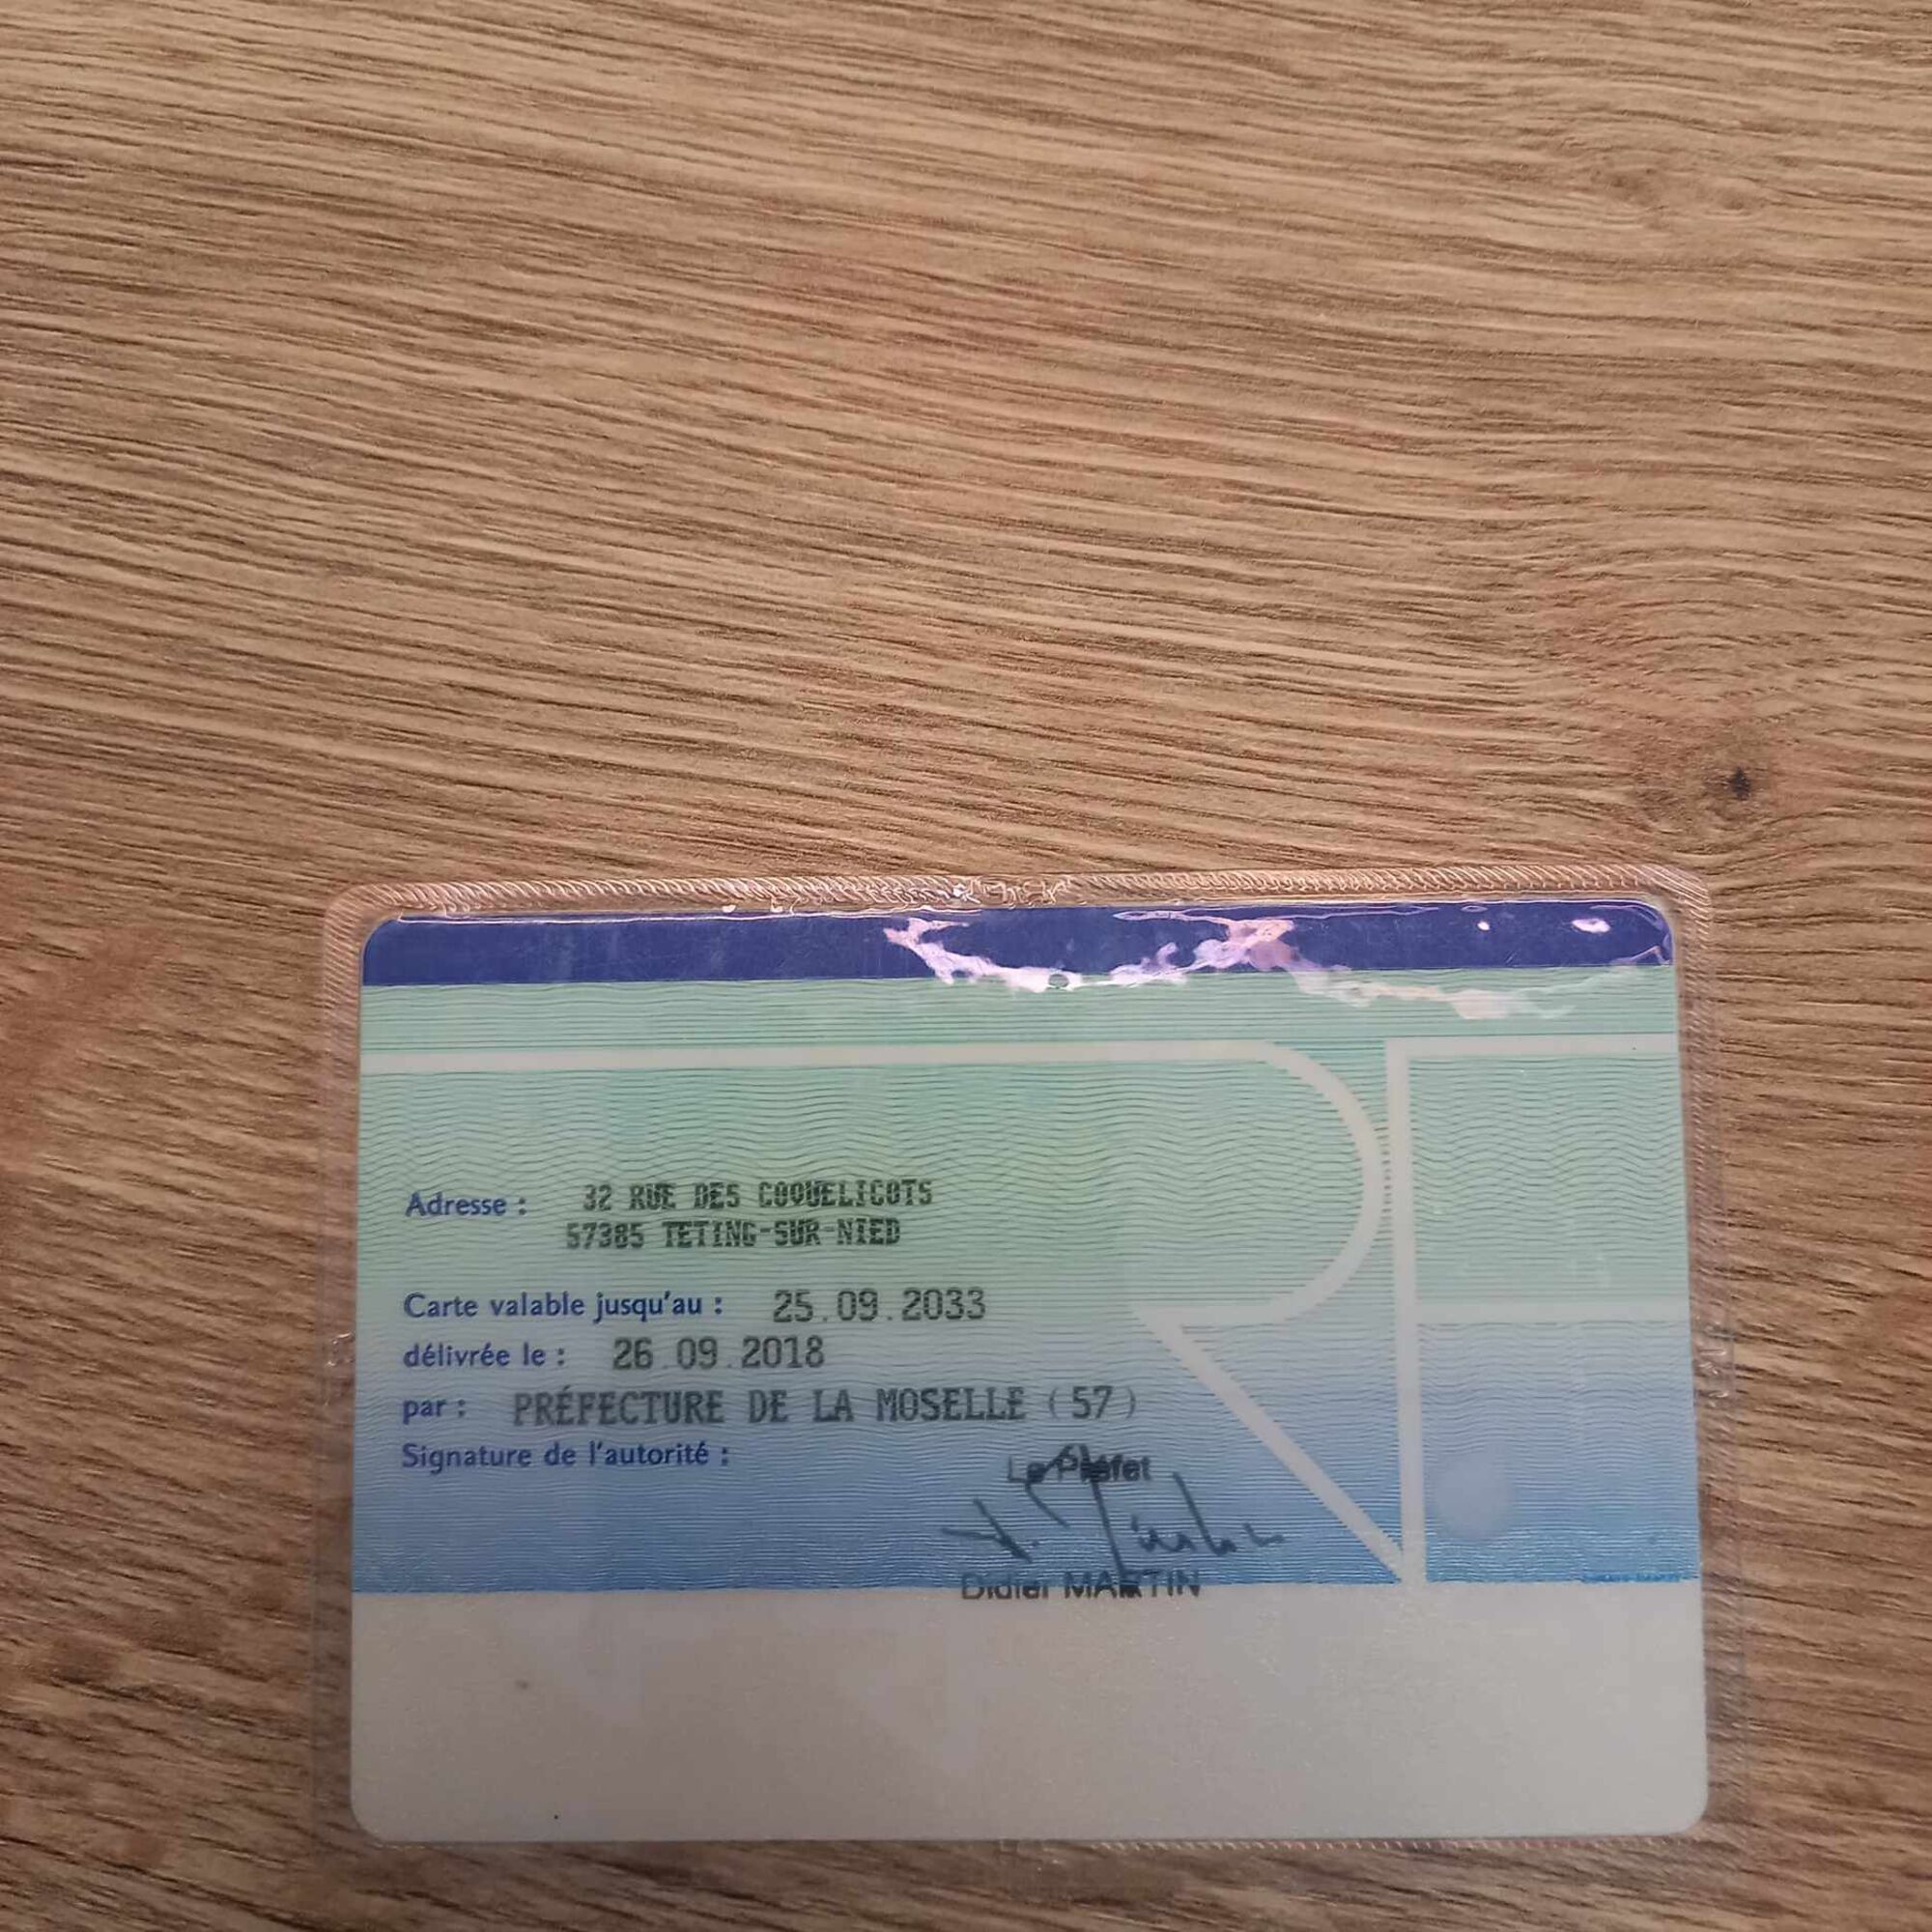 Adresse : 32 RUE DES COQUELICOTS
57385 TETING-SUR-NIED
Carte valable jusqu'au : 25.09.2033
délivrée le : 26.09.2018
par : PRÉFECTURE DE LA MOSELLE (57)
Signature de l'autorité :
Le Préfet
Didier MARTIN